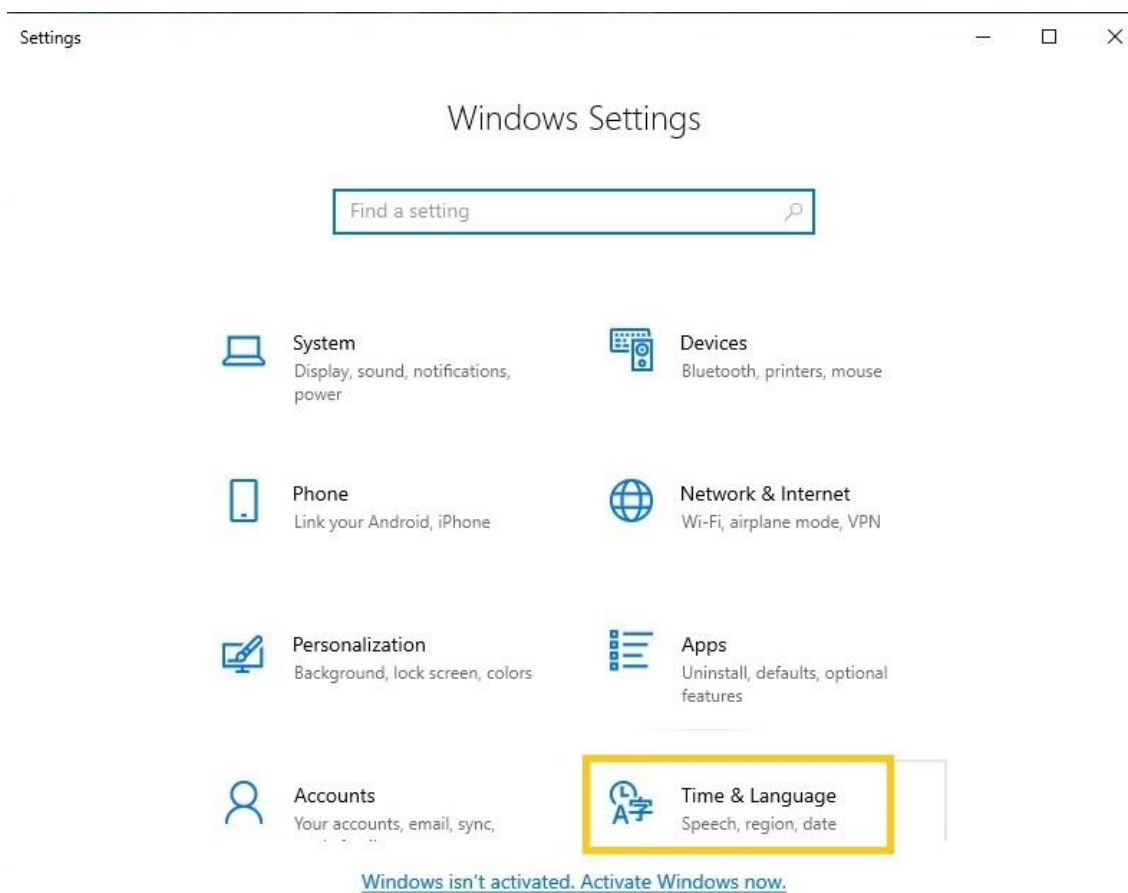 Settings
Windows Settings
Find a setting
System
Display, sound, notifications,
power
Devices
Bluetooth, printers, mouse
Phone
Link your Android, iPhone
Network & Internet
Wi-Fi, airplane mode, VPN
Personalization
Background, lock screen, colors
Apps
Uninstall, defaults, optional
features
Accounts
Your accounts, email, sync,
Time & Language
Speech, region, date
Windows isn't activated. Activate Windows now.